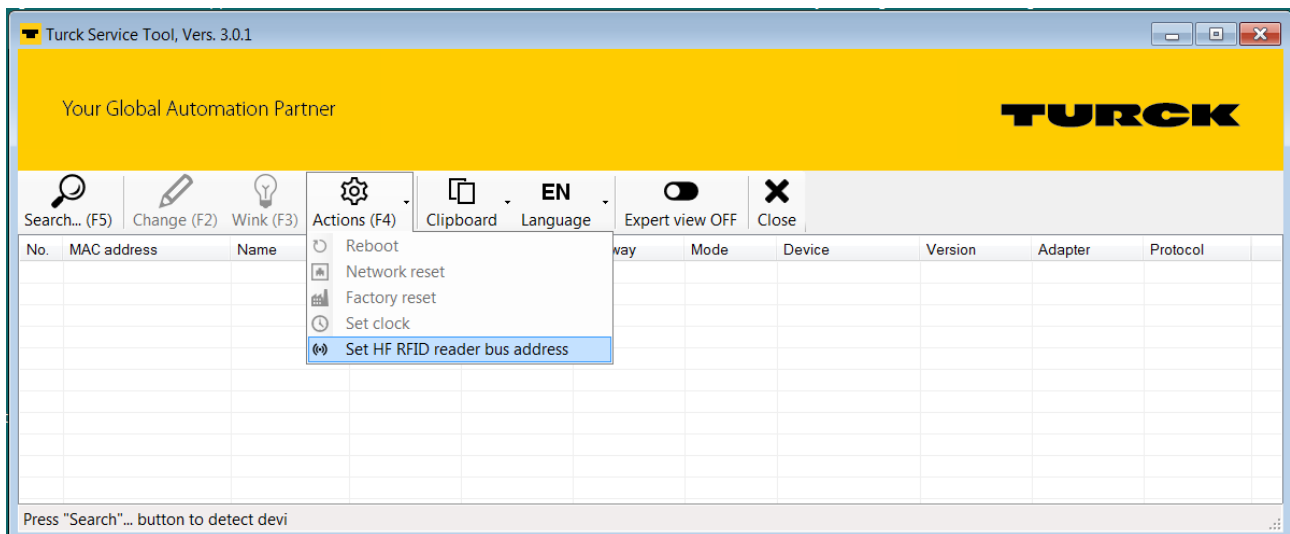 Turck Service Tool, Vers. 3.0.1
Your Global Automation Partner
TURCK
Search... (F5) Change (F2) Wink (F3) Actions (F4) Clipboard EN Language Expert view OFF Close
No. MAC address Name way Mode Device Version Adapter Protocol
Reboot
Network reset
Factory reset
Set clock
Set HF RFID reader bus address
Press "Search"... button to detect devi